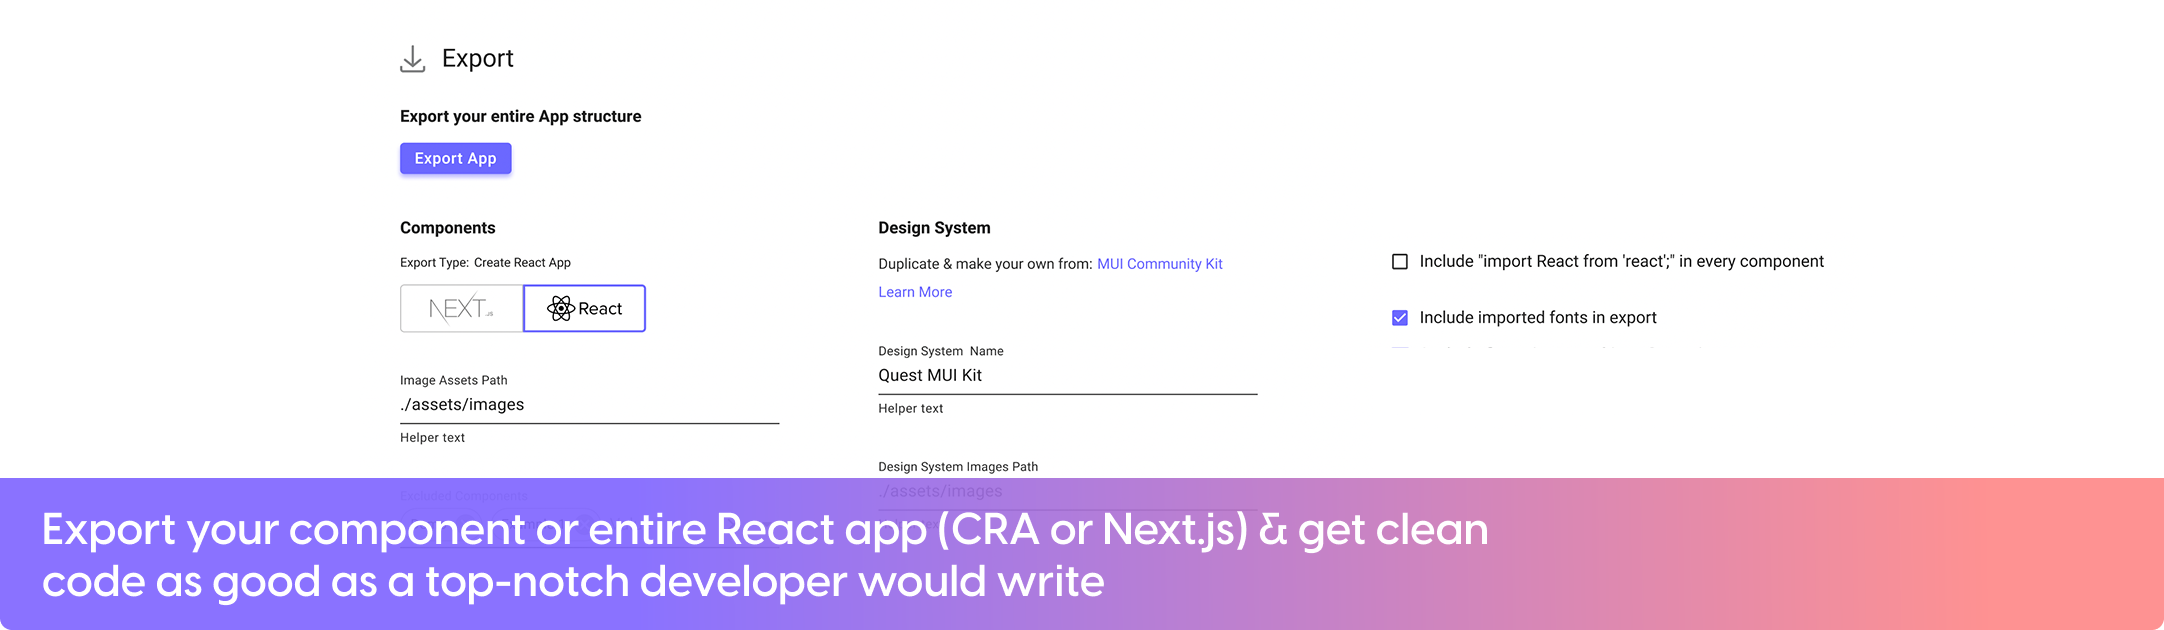 Export
Export your entire App structure
Export App
Components
Export Type: Create React App
NEXT.JS
React
Image Assets Path
./assets/images
Helper text
Excluded Components
Design System
Duplicate & make your own from: MUI Community Kit
Learn More
Design System Name
Quest MUI Kit
Helper text
Design System Images Path
./assets/images
Include "import React from 'react';" in every component
Include imported fonts in export
Export your component or entire React app (CRA or Next.js) & get clean
code as good as a top-notch developer would write